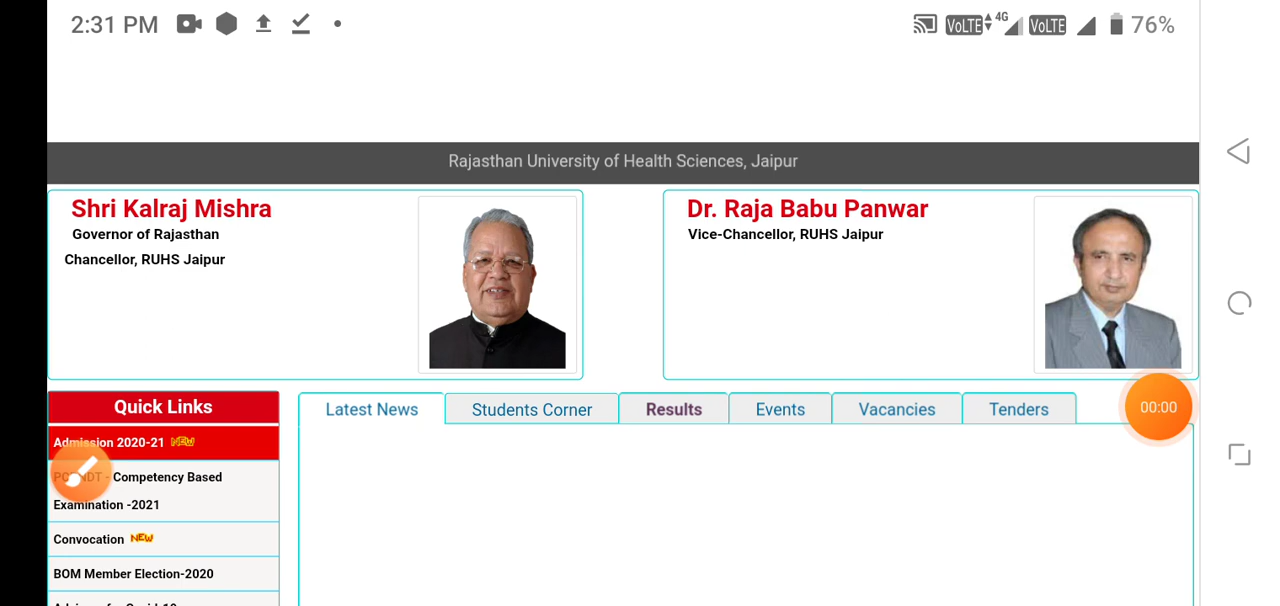 2:31 PM
VoLTE 4G VoLTE 76%
Rajasthan University of Health Sciences, Jaipur
Shri Kalraj Mishra
Governor of Rajasthan
Chancellor, RUHS Jaipur
Dr. Raja Babu Panwar
Vice-Chancellor, RUHS Jaipur
Quick Links
Latest News Students Corner Results Events Vacancies Tenders
00:00
Admission 2020-21 NEW
- Competency Based
Examination -2021
Convocation NEW
BOM Member Election-2020